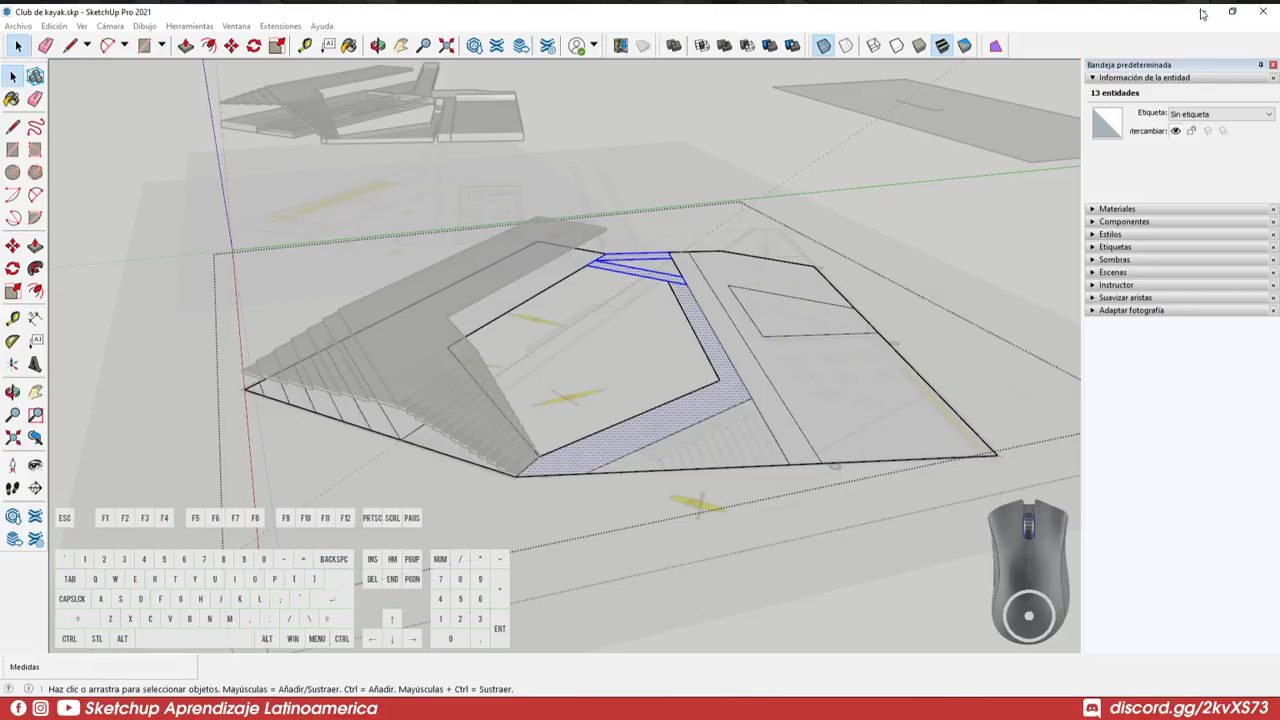 Club de kayak.skp - SketchUp Pro 2021
Archivo Edición Ver Cámara Dibujo Herramientas Ventana Extensiones Ayuda
Bandeja predeterminada
Información de la entidad
13 entidades
Etiqueta: Sin etiqueta
ntercambiar:
Materiales
Componentes
Estilos
Etiquetas
Sombras
Escenas
Instructor
Suavizar aristas
Adaptar fotografía
ESC F1 F2 F3 F4 F5 F6 F7 F8 F9 F10 F11 F12 PRTSC SCRL PAUS
` 1 2 3 4 5 6 7 8 9 0 - = BACKSPC INS HM PGUP NUM / * -
TAB Q W E R T Y U I O P [ ] DEL END PGDN 7 8 9 +
CAPSLCK A S D F G H J K L ; ' ↵ 4 5 6
⇧ Z X C V B N M , . / \ ⇧ ↑ 1 2 3 ENT
CTRL STL ALT ALT WIN MENU CTRL ← ↓ → 0 .
Medidas
Haz clic o arrastra para seleccionar objetos. Mayúsculas = Añadir/Sustraer. Ctrl = Añadir. Mayúsculas + Ctrl = Sustraer.
Sketchup Aprendizaje Latinoamerica
discord.gg/2kvXS73